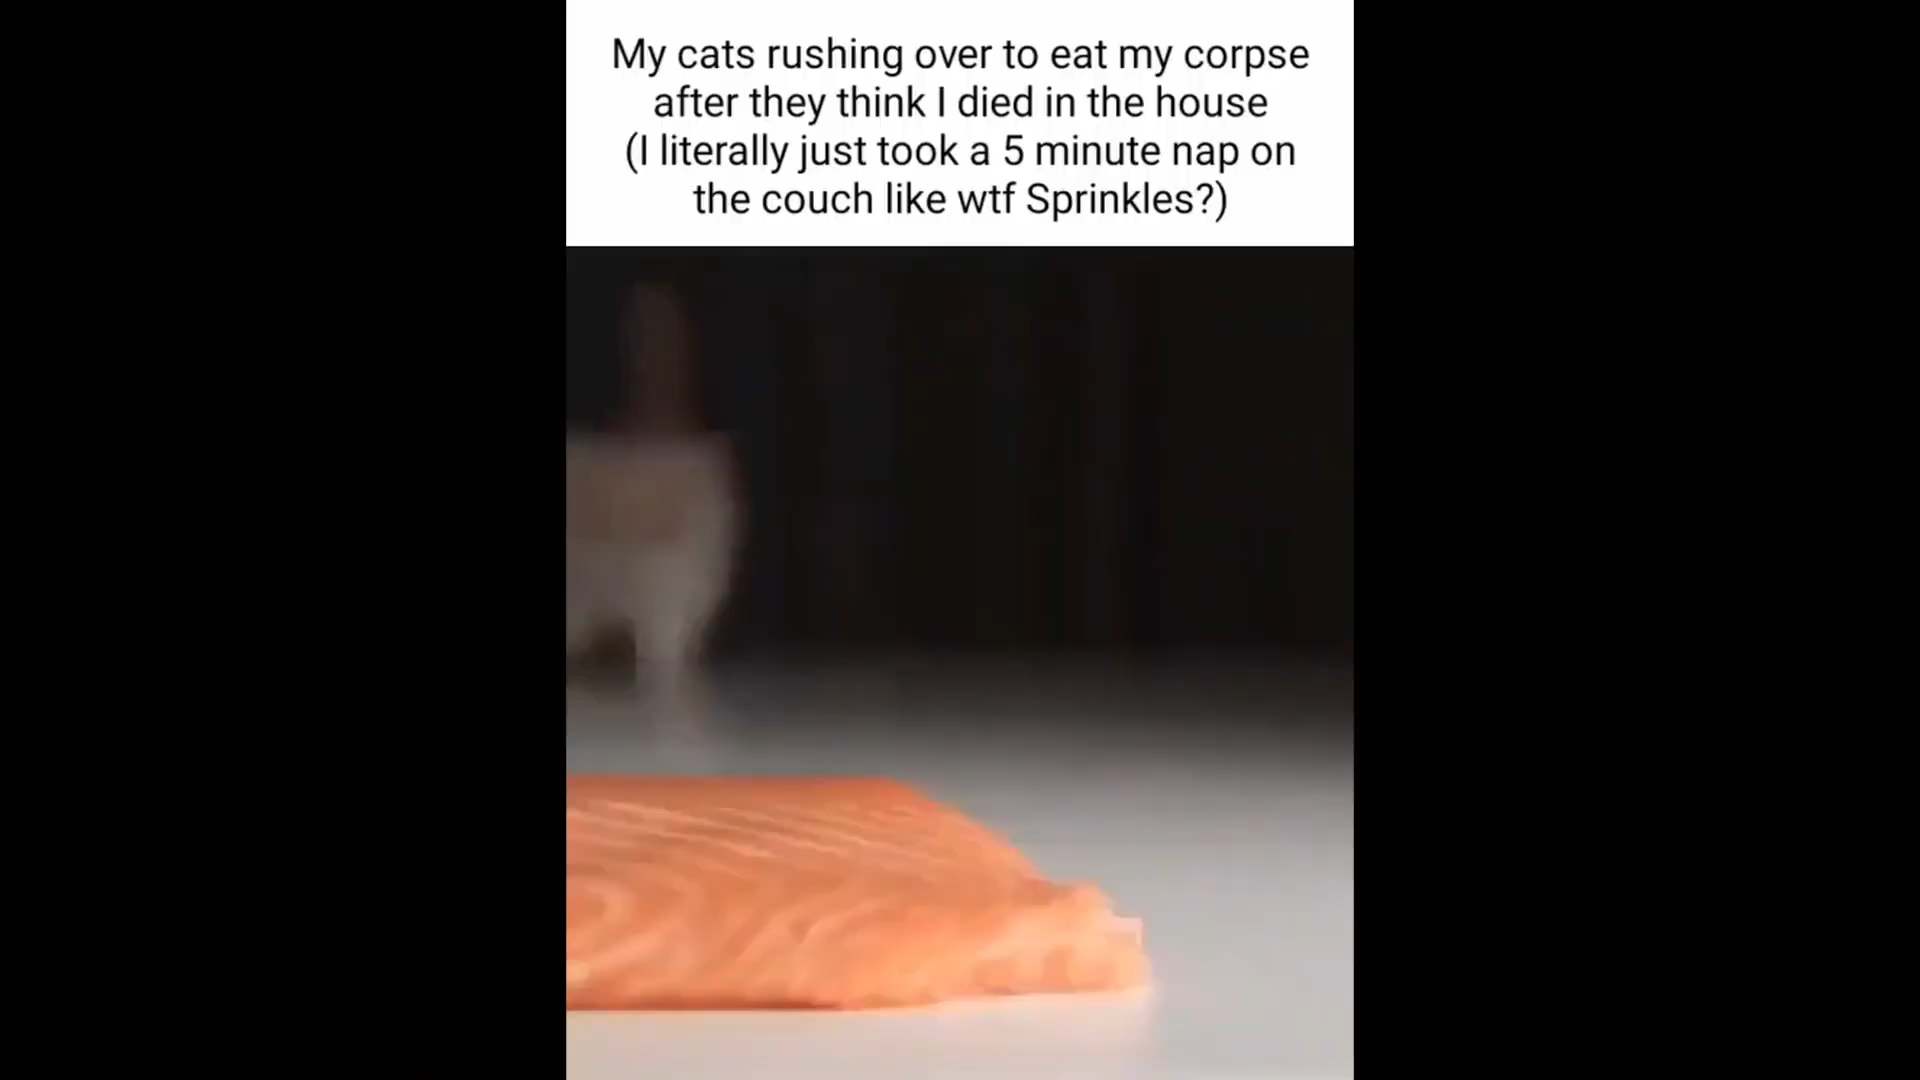 My cats rushing over to eat my corpse
after they think I died in the house
(I literally just took a 5 minute nap on
the couch like wtf Sprinkles?)